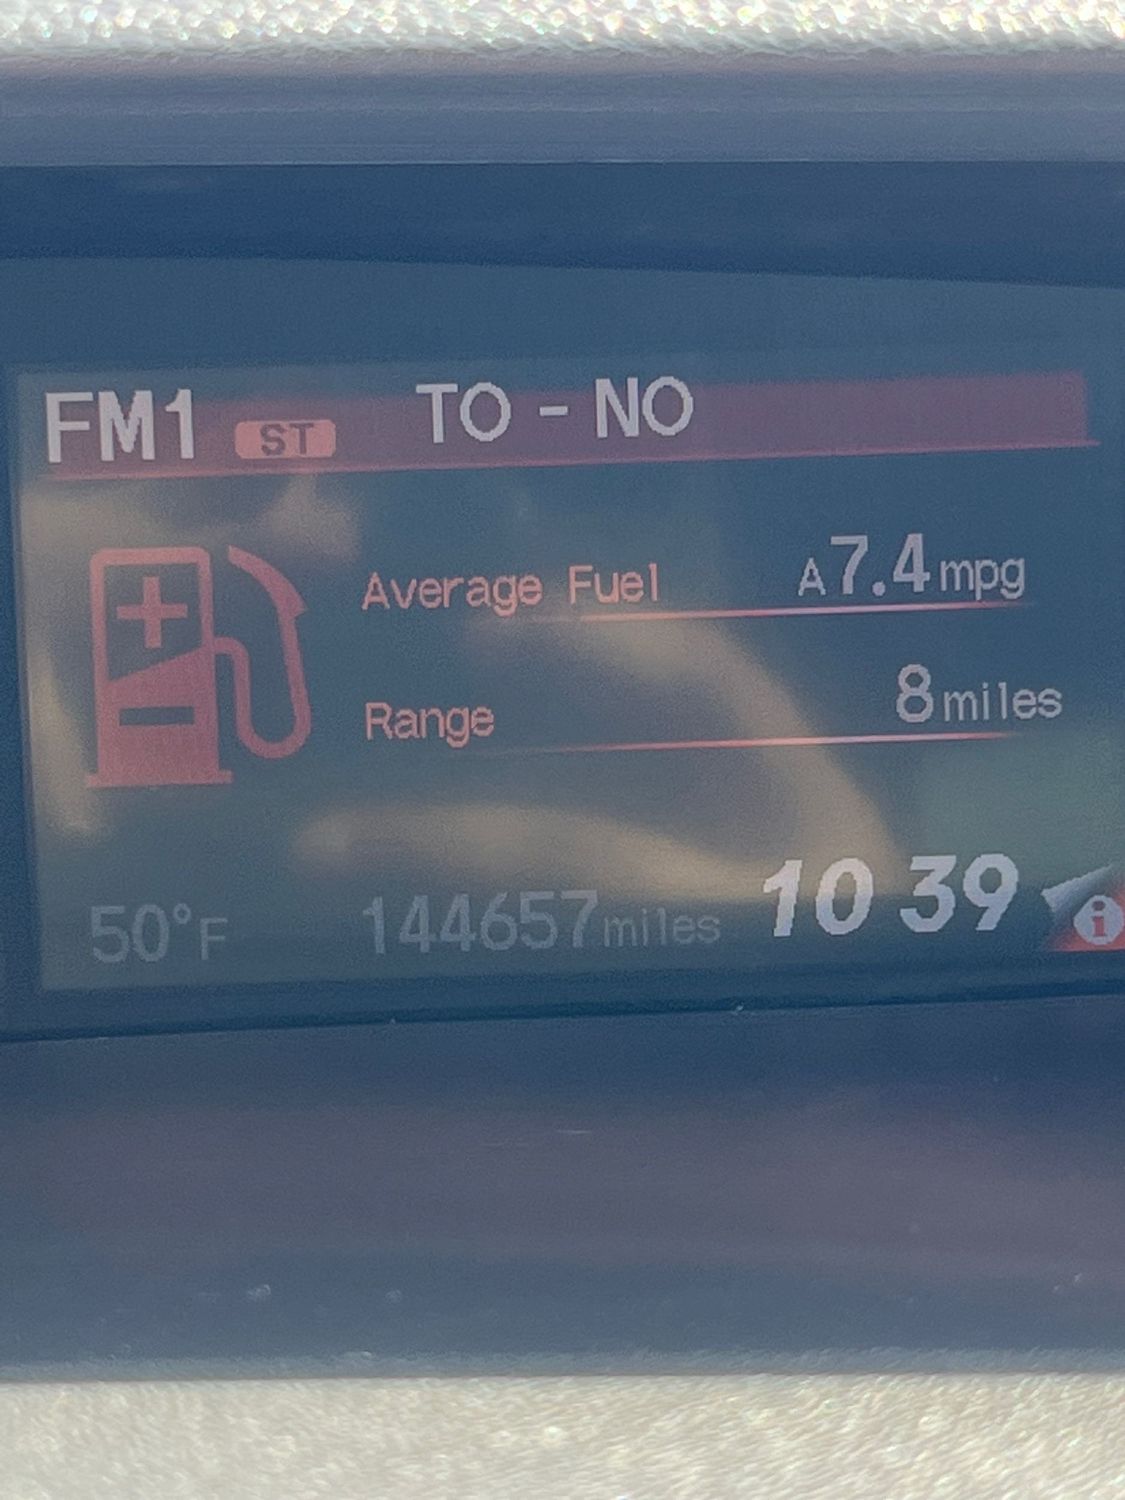 FM1 ST TO - NO
Average Fuel A7.4mpg
Range 8miles
50°F 144657miles 10 39 i